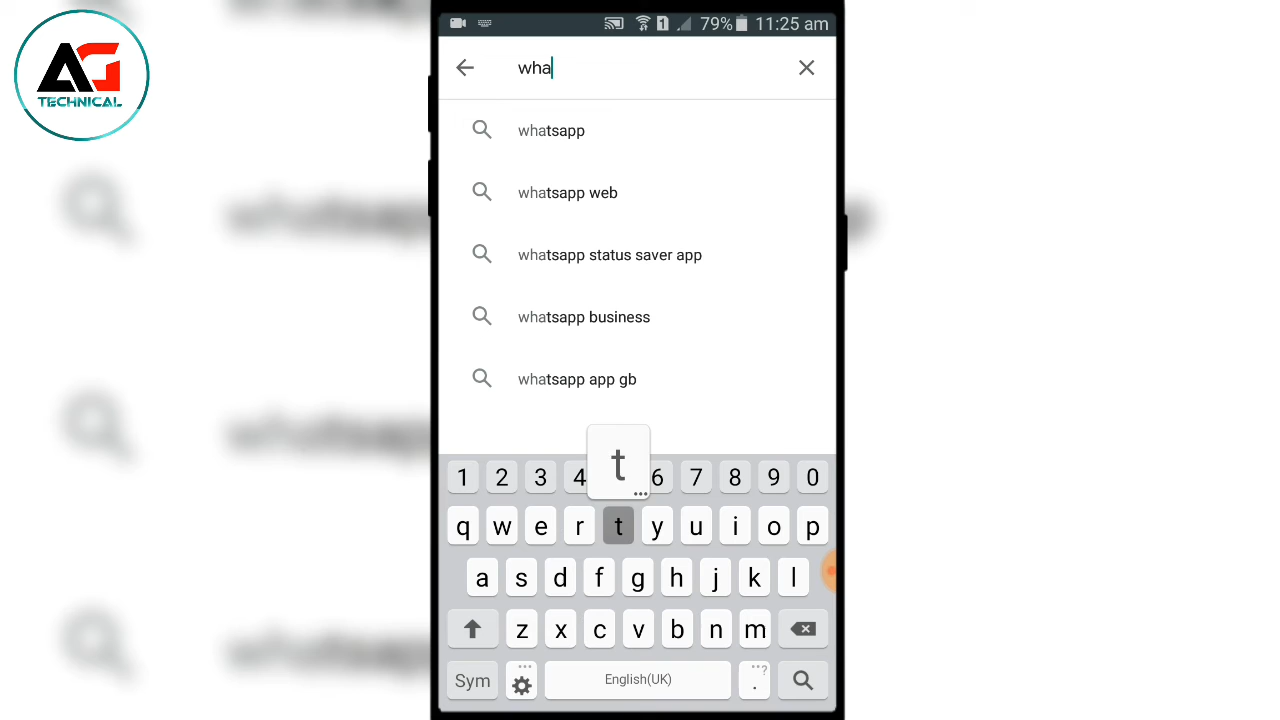 AG
TECHNICAL
1 79% 11:25 am
wha
whatsapp
whatsapp web
whatsapp status saver app
whatsapp business
whatsapp app gb
t
1 2 3 4 6 7 8 9 0
q w e r t y u i o p
a s d f g h j k l
z x c v b n m
Sym English(UK) . ?